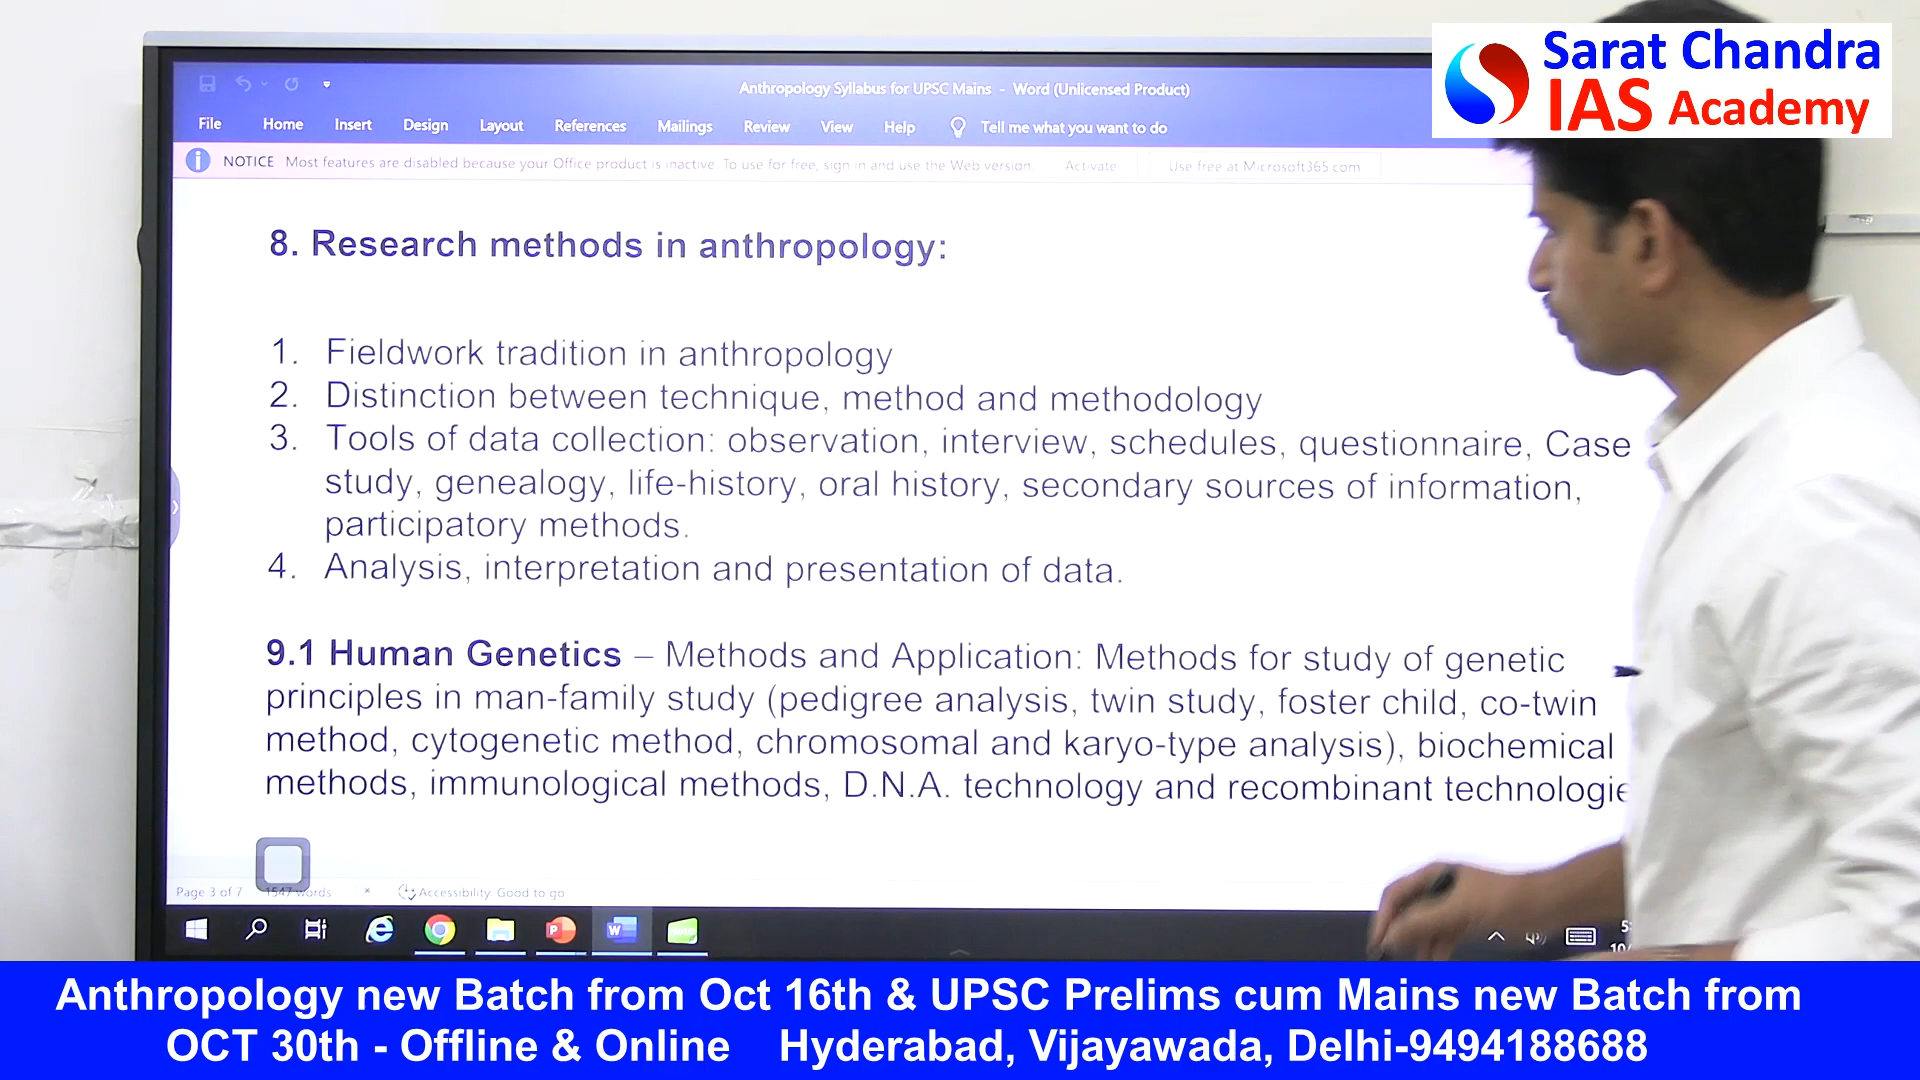 Sarat Chandra
IAS Academy
Anthropology Syllabus for UPSC Mains - Word (Unlicensed Product)
File Home Insert Design Layout References Mailings Review View Help Tell me what you want to do
NOTICE Most features are disabled because your Office product is inactive. To use for free, sign in and use the Web version. Activate Use free at Microsoft365.com
8. Research methods in anthropology:
1. Fieldwork tradition in anthropology
2. Distinction between technique, method and methodology
3. Tools of data collection: observation, interview, schedules, questionnaire, Case
study, genealogy, life-history, oral history, secondary sources of information,
participatory methods.
4. Analysis, interpretation and presentation of data.
9.1 Human Genetics – Methods and Application: Methods for study of genetic
principles in man-family study (pedigree analysis, twin study, foster child, co-twin
method, cytogenetic method, chromosomal and karyo-type analysis), biochemical
methods, immunological methods, D.N.A. technology and recombinant
Page 3 of 7 1547 words Accessibility: Good to go
Anthropology new Batch from Oct 16th & UPSC Prelims cum Mains new Batch from
OCT 30th - Offline & Online Hyderabad, Vijayawada, Delhi-9494188688